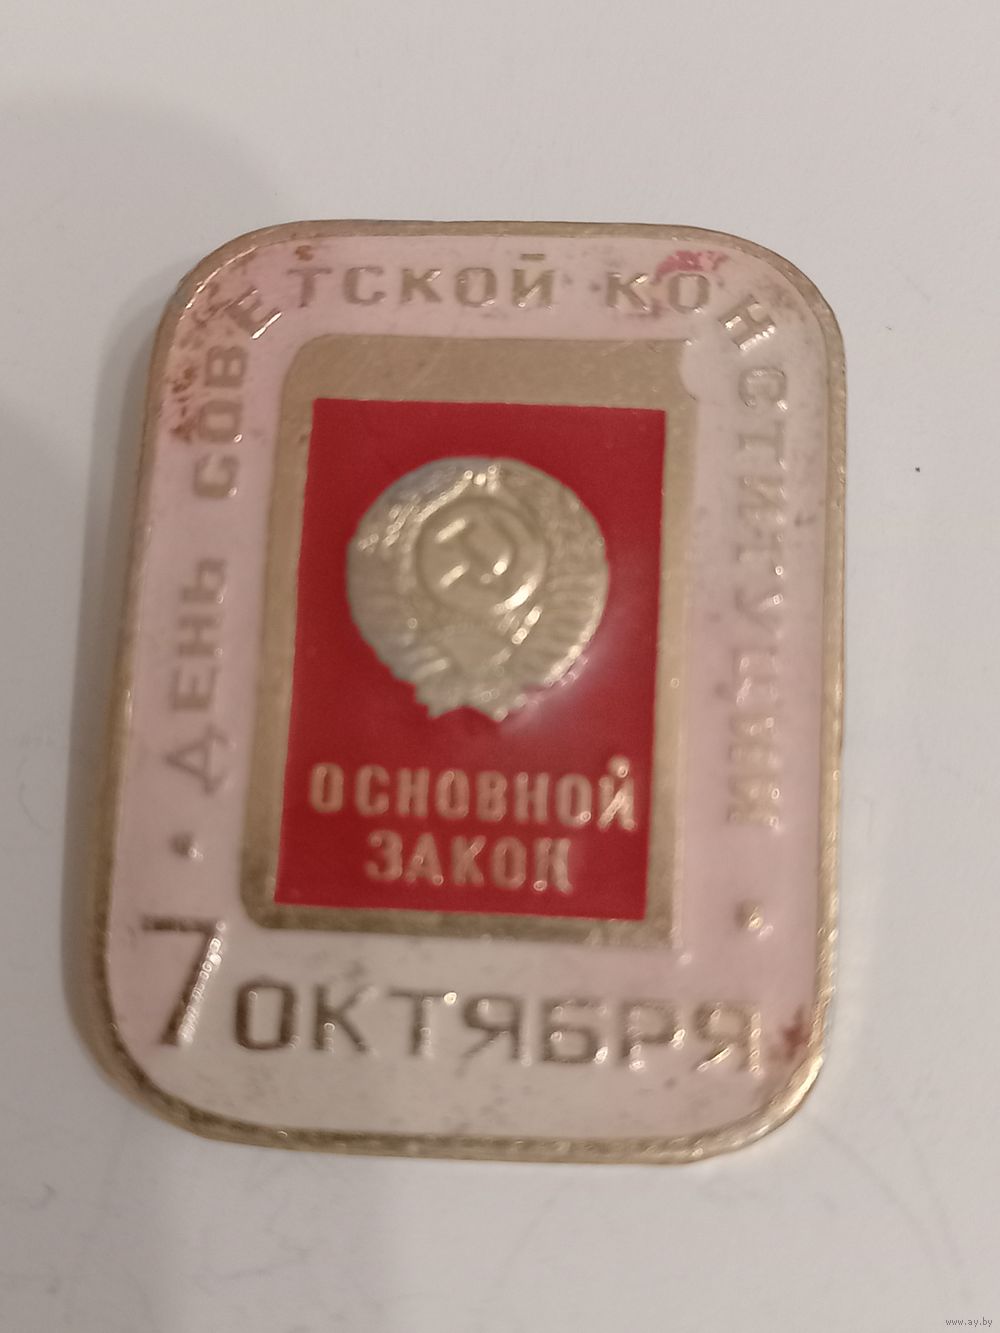 • ДЕНЬ СОВЕТСКОЙ КОНСТИТУЦИИ •
ОСНОВНОЙ
ЗАКОН
7 ОКТЯБРЯ
www.ay.by